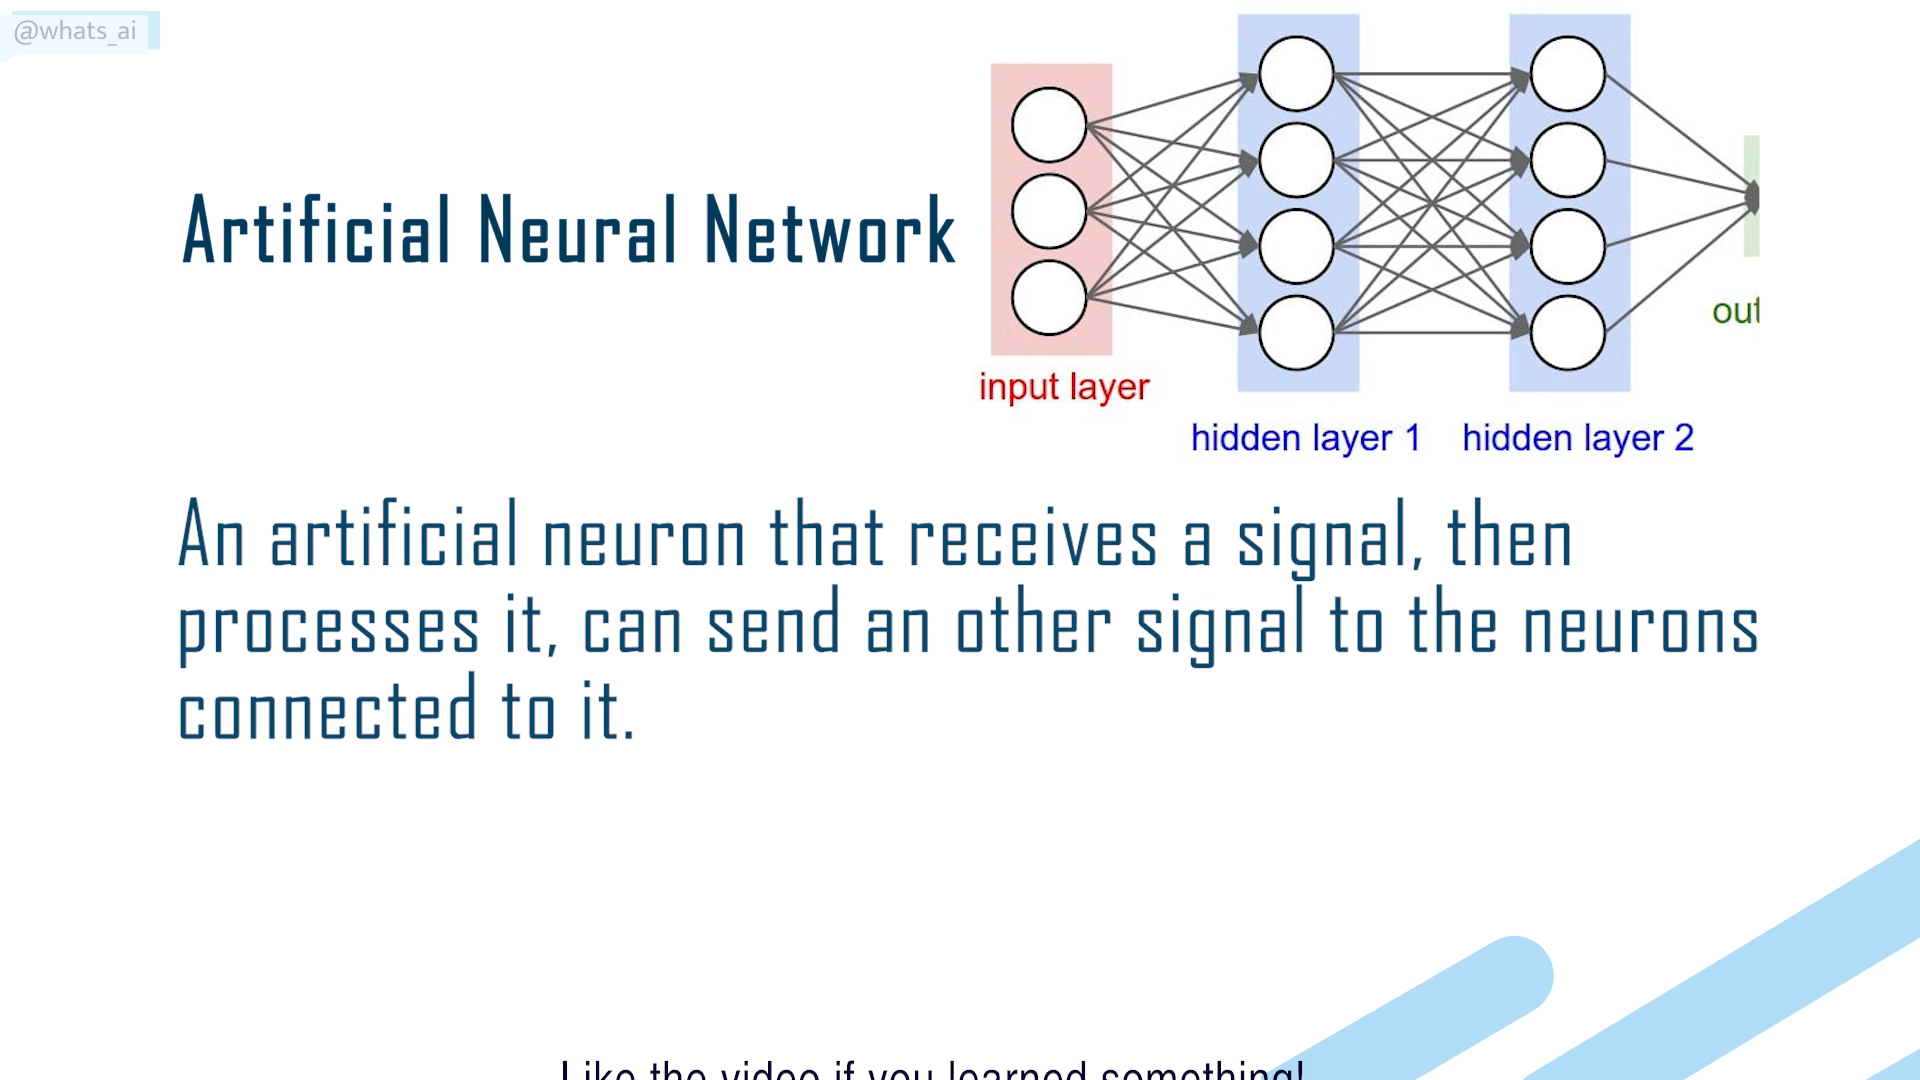 @whats_ai
Artificial Neural Network
input layer
hidden layer 1
hidden layer 2
An artificial neuron that receives a signal, then
processes it, can send an other signal to the neurons
connected to it.
Like the video if you learned something!